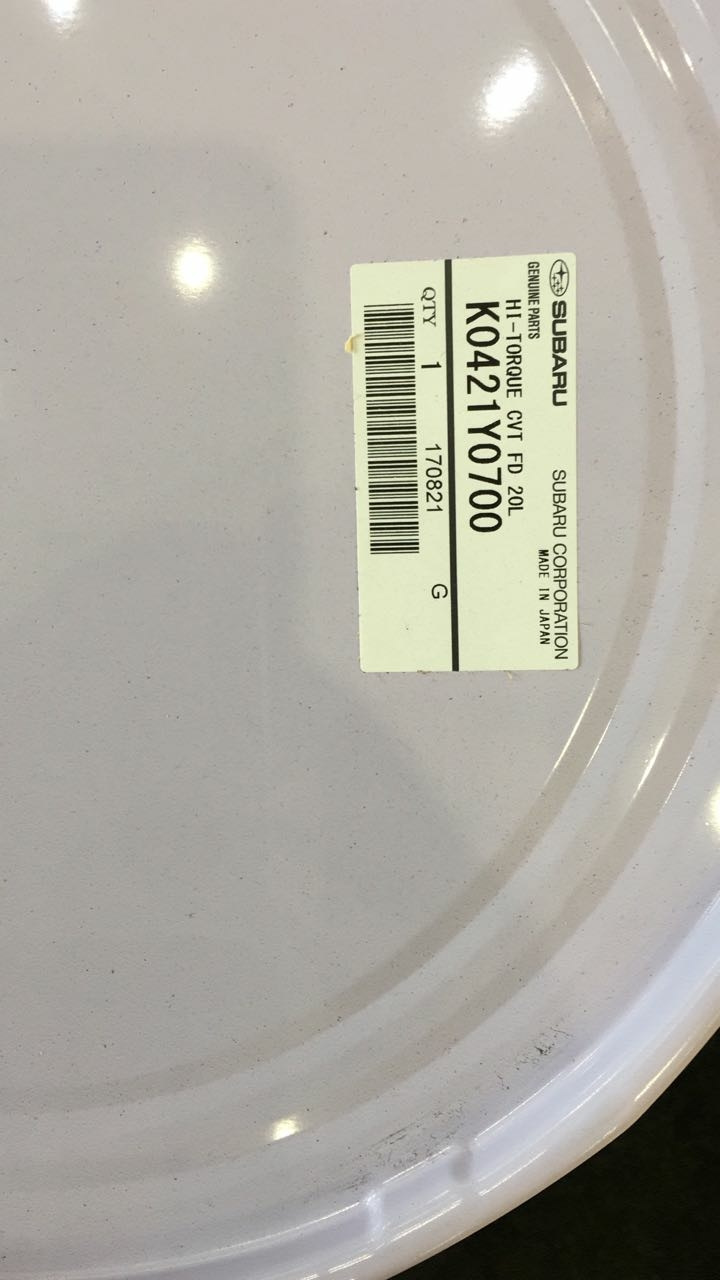 SUBARU SUBARU CORPORATION
GENUINE PARTS MADE IN JAPAN
HI-TORQUE CVT FD 20L
K0421Y0700
QTY 1 170821 G